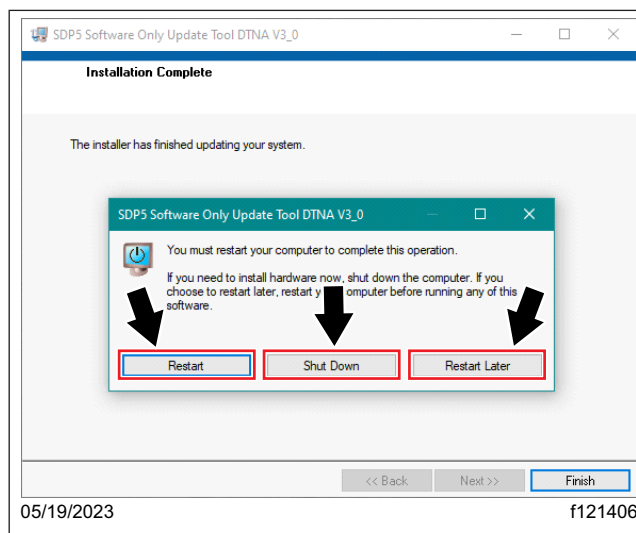 SDP5 Software Only Update Tool DTNA V3_0
Installation Complete
The installer has finished updating your system.
SDP5 Software Only Update Tool DTNA V3_0
You must restart your computer to complete this operation.
If you need to install hardware now, shut down the computer. If you
choose to restart later, restart y omputer before running any of this
software.
Restart
Shut Down
Restart Later
<< Back
Next >>
Finish
05/19/2023
f121406